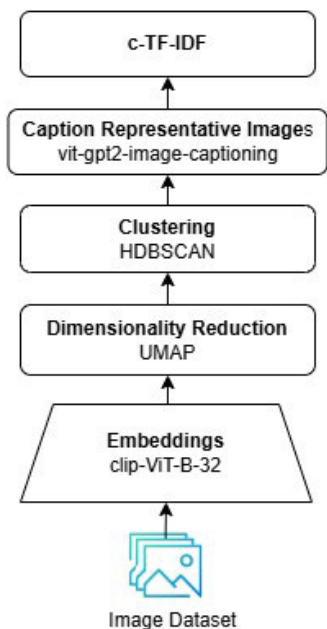 c-TF-IDF
Caption Representative Images
vit-gpt2-image-captioning
Clustering
HDBSCAN
Dimensionality Reduction
UMAP
Embeddings
clip-ViT-B-32
Image Dataset